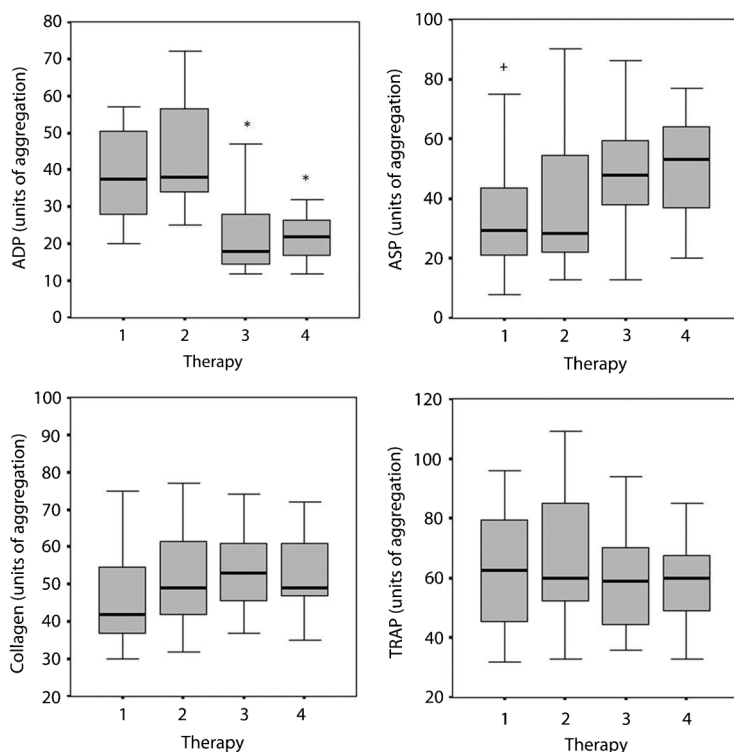 ADP (units of aggregation)
80
70
60
50
40
30
20
10
0
*
*
1 2 3 4
Therapy
ASP (units of aggregation)
100
80
60
40
20
0
+
1 2 3 4
Therapy
Collagen (units of aggregation)
100
90
80
70
60
50
40
30
20
1 2 3 4
Therapy
TRAP (units of aggregation)
120
100
80
60
40
20
1 2 3 4
Therapy